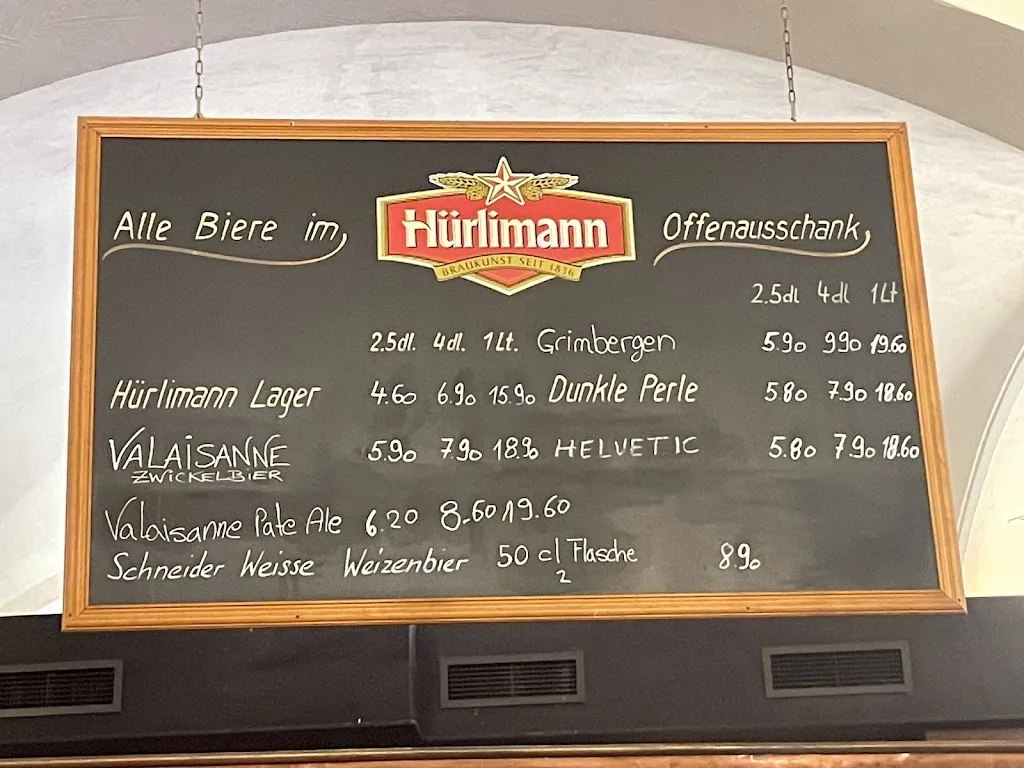 Alle Biere im Hürlimann Offenausschank
BRAUKUNST SEIT 1836
2.5dl 4dl 1Lt
2.5dl. 4dl. 1Lt. Grimbergen 5.90 9.90 19.60
Hürlimann Lager 4.60 6.90 15.90 Dunkle Perle 5.80 7.90 18.60
VALAISANNE 5.90 7.90 18.90 HELVETIC 5.80 7.90 18.60
ZWICKELBIER
Valaisanne Pale Ale 6.20 8.60 19.60
Schneider Weisse Weizenbier 50 cl Flasche 8.90
2